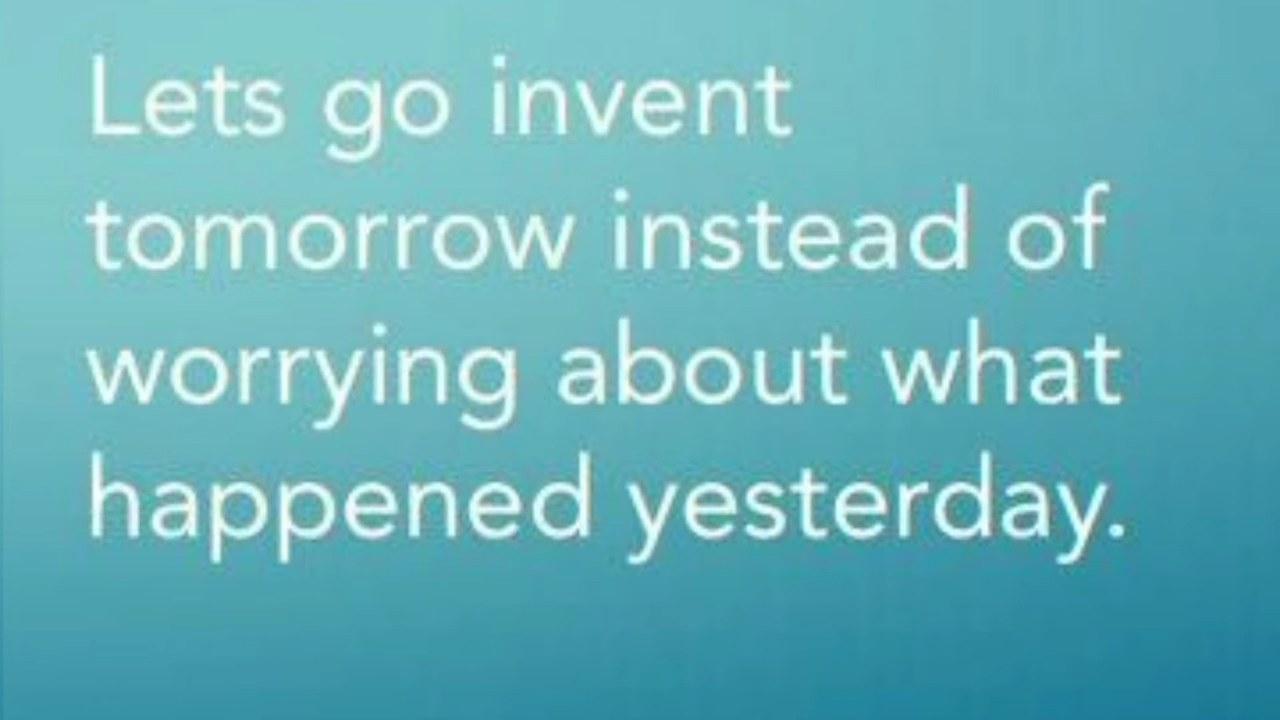 Lets go invent
tomorrow instead of
worrying about what
happened yesterday.